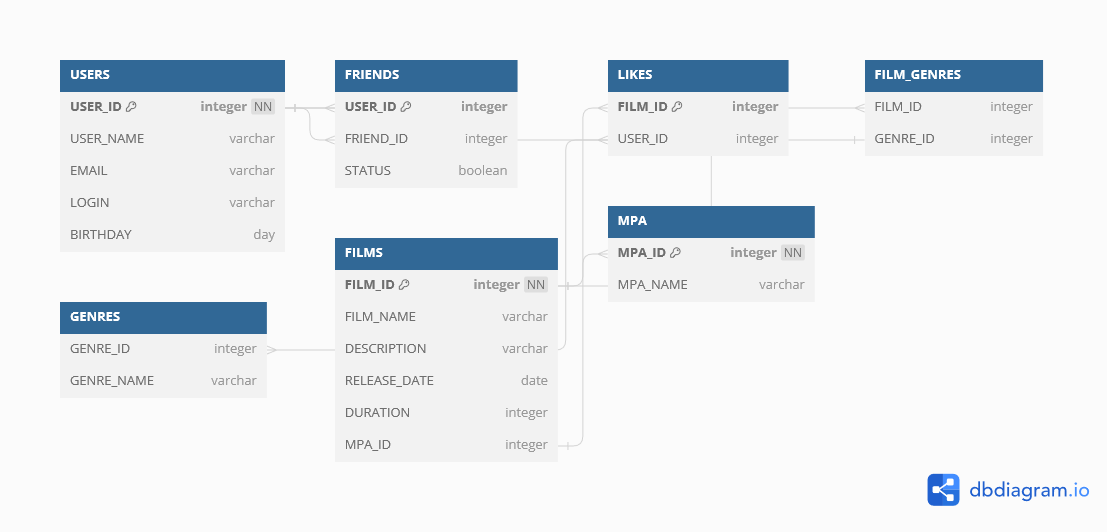 USERS
USER_ID integer NN
USER_NAME varchar
EMAIL varchar
LOGIN varchar
BIRTHDAY day
FRIENDS
USER_ID integer
FRIEND_ID integer
STATUS boolean
LIKES
FILM_ID integer
USER_ID integer
FILM_GENRES
FILM_ID integer
GENRE_ID integer
MPA
MPA_ID integer NN
MPA_NAME varchar
FILMS
FILM_ID integer NN
FILM_NAME varchar
DESCRIPTION varchar
RELEASE_DATE date
DURATION integer
MPA_ID integer
GENRES
GENRE_ID integer
GENRE_NAME varchar
dbdiagram.io